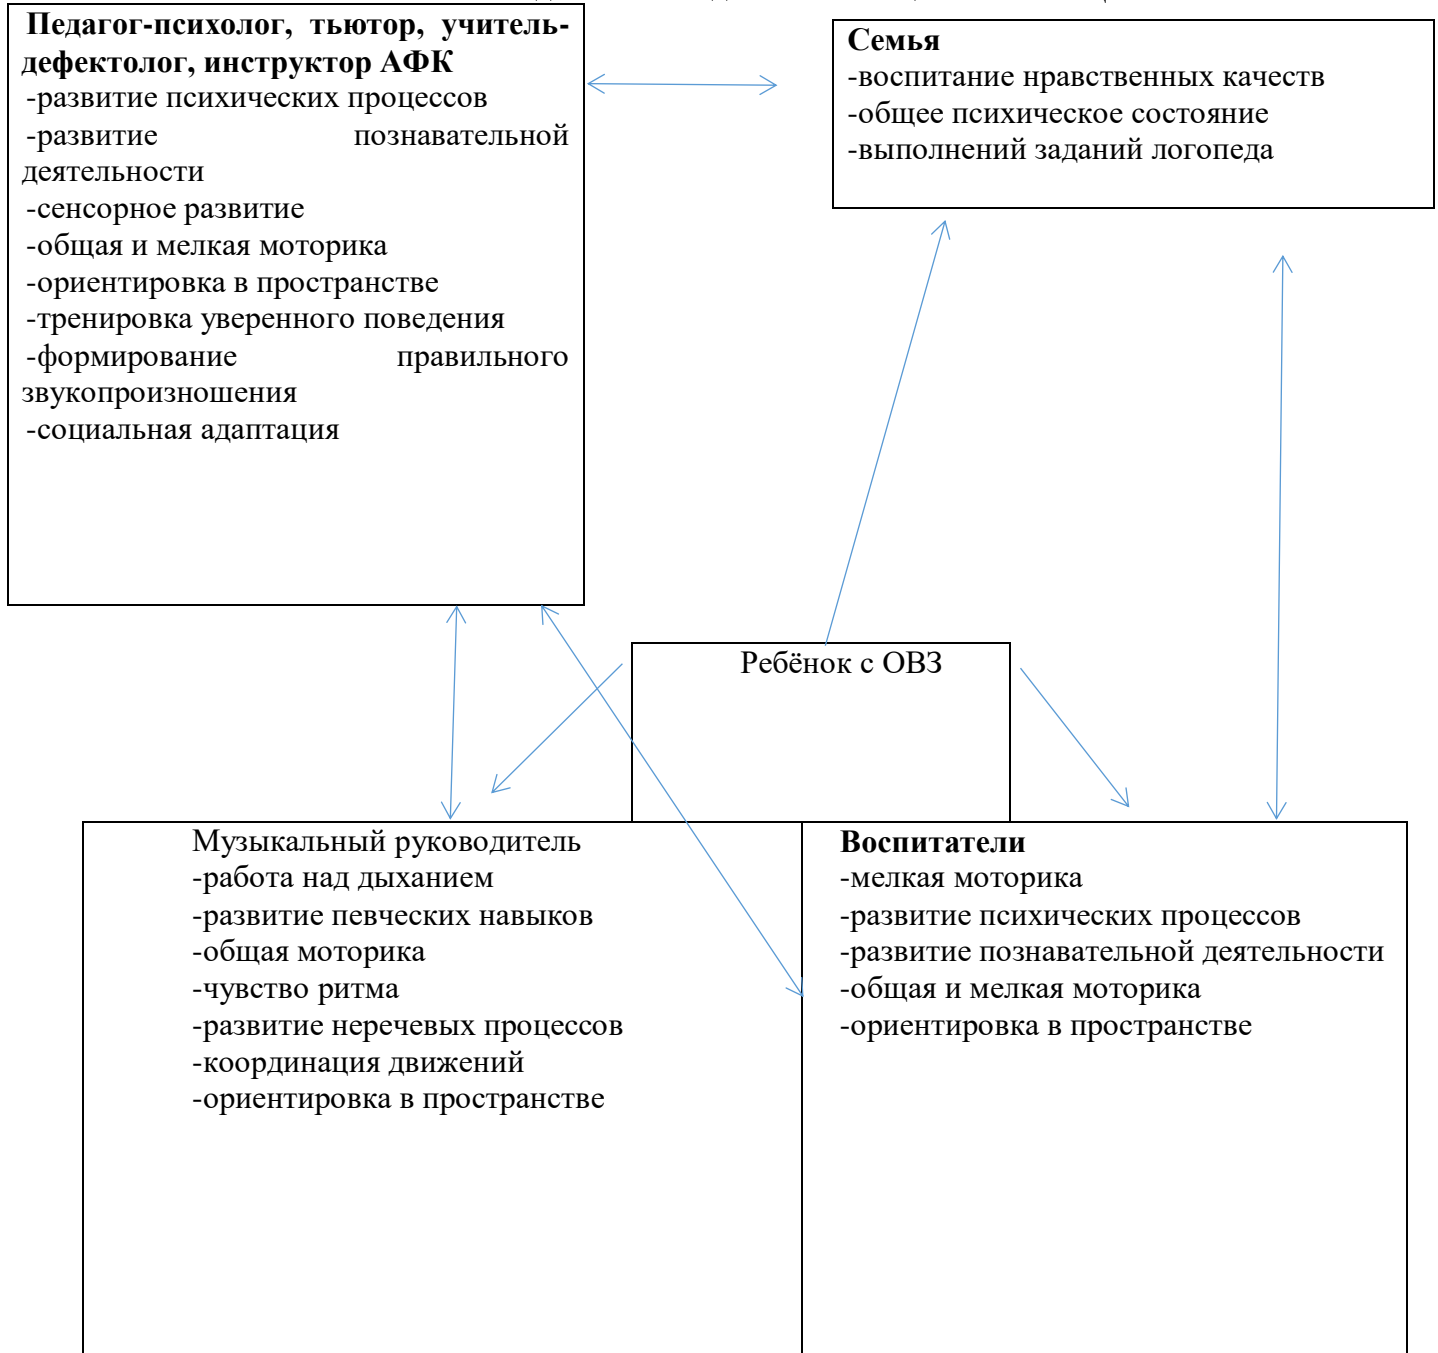 Педагог-психолог, тьютор, учитель-
дефектолог, инструктор АФК
-развитие психических процессов
-развитие познавательной
деятельности
-сенсорное развитие
-общая и мелкая моторика
-ориентировка в пространстве
-тренировка уверенного поведения
-формирование правильного
звукопроизношения
-социальная адаптация
Семья
-воспитание нравственных качеств
-общее психическое состояние
-выполнений заданий логопеда
Ребёнок с ОВЗ
Музыкальный руководитель
-работа над дыханием
-развитие певческих навыков
-общая моторика
-чувство ритма
-развитие неречевых процессов
-координация движений
-ориентировка в пространстве
Воспитатели
-мелкая моторика
-развитие психических процессов
-развитие познавательной деятельности
-общая и мелкая моторика
-ориентировка в пространстве